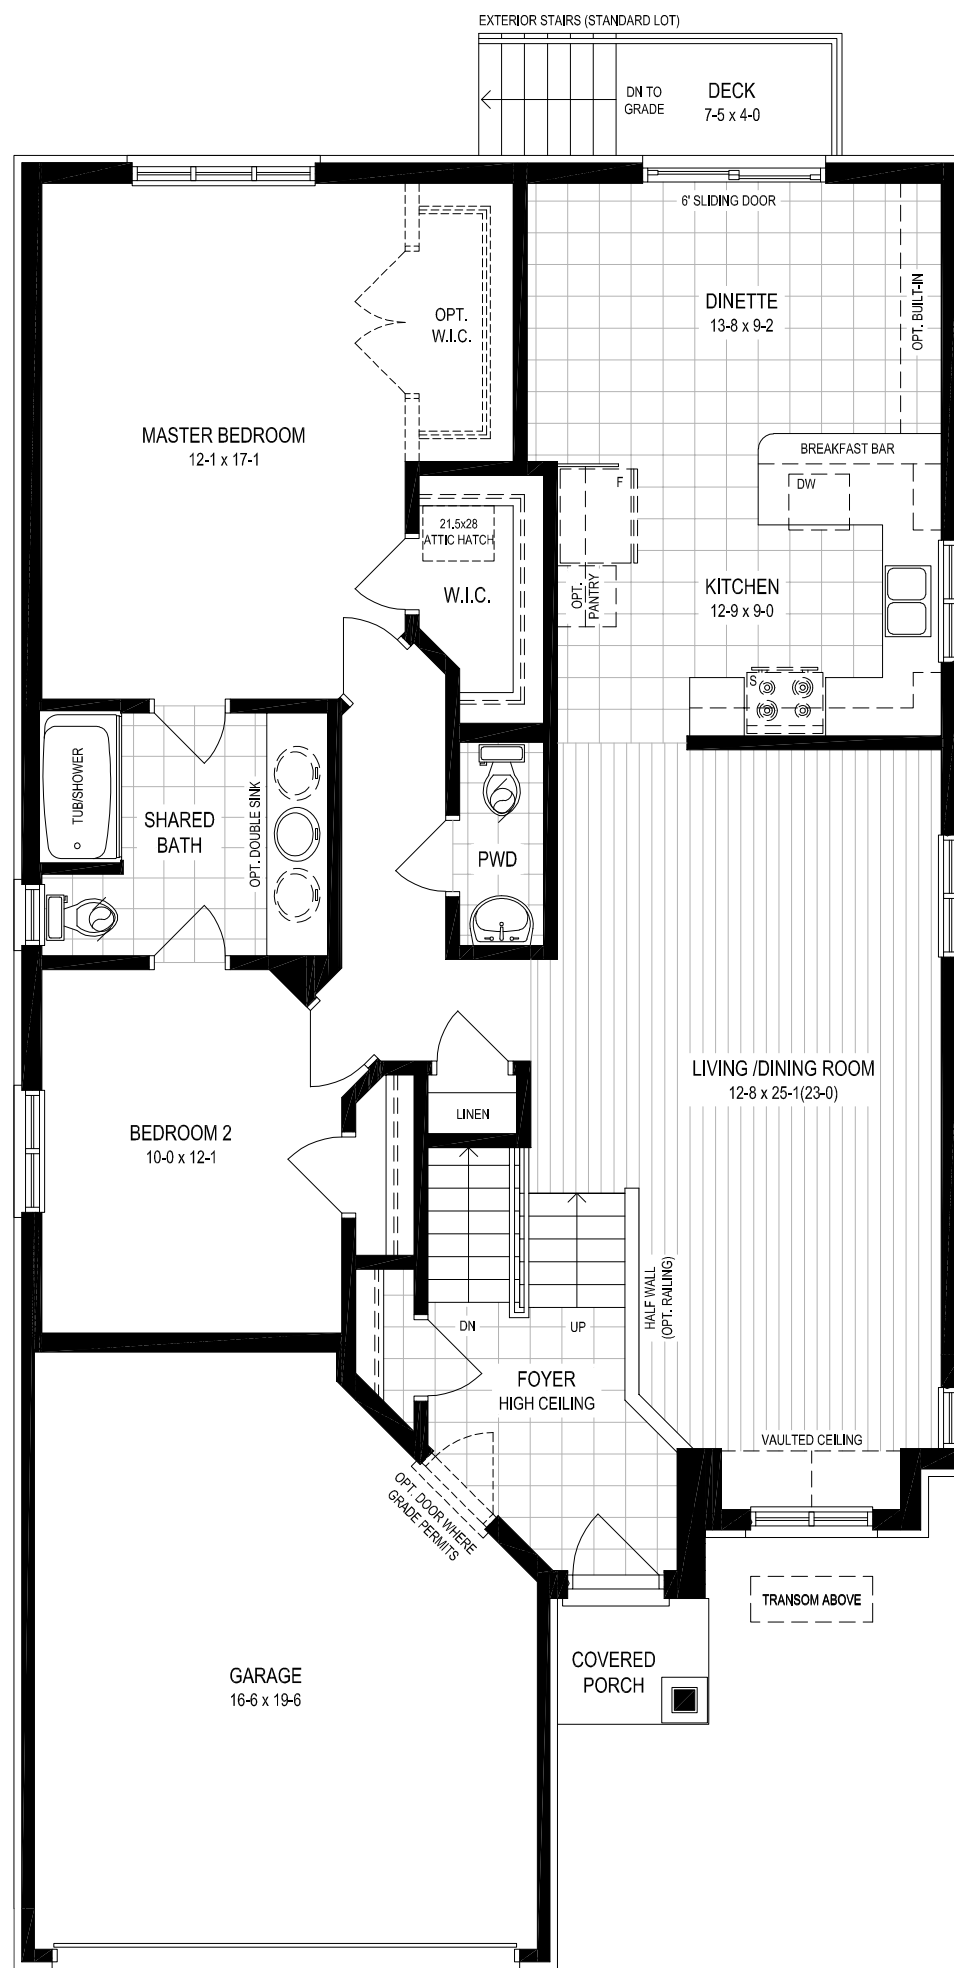 EXTERIOR STAIRS (STANDARD LOT)
DN TO
GRADE
DECK
7-5 x 4-0
6' SLIDING DOOR
DINETTE
13-8 x 9-2
OPT. BUILT-IN
OPT.
W.I.C.
MASTER BEDROOM
12-1 x 17-1
BREAKFAST BAR
DW
F
21.5x28
ATTIC HATCH
W.I.C.
OPT.
PANTRY
KITCHEN
12-9 x 9-0
S
TUB/SHOWER
SHARED
BATH
OPT. DOUBLE SINK
PWD
LIVING /DINING ROOM
12-8 x 25-1(23-0)
LINEN
BEDROOM 2
10-0 x 12-1
HALF WALL
(OPT. RAILING)
DN
UP
FOYER
HIGH CEILING
VAULTED CEILING
OPT. DOOR WHERE
GRADE PERMITS
TRANSOM ABOVE
COVERED
PORCH
GARAGE
16-6 x 19-6